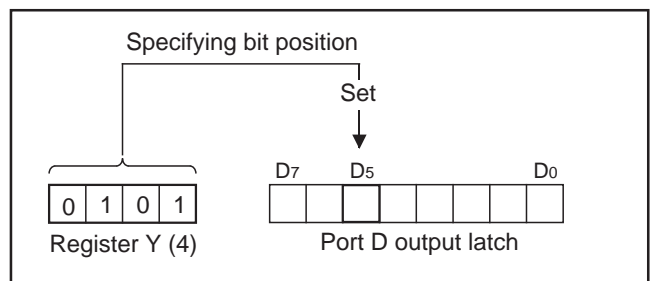 Specifying bit position
Set
D7 D5 D0
0 1 0 1
Register Y (4) Port D output latch